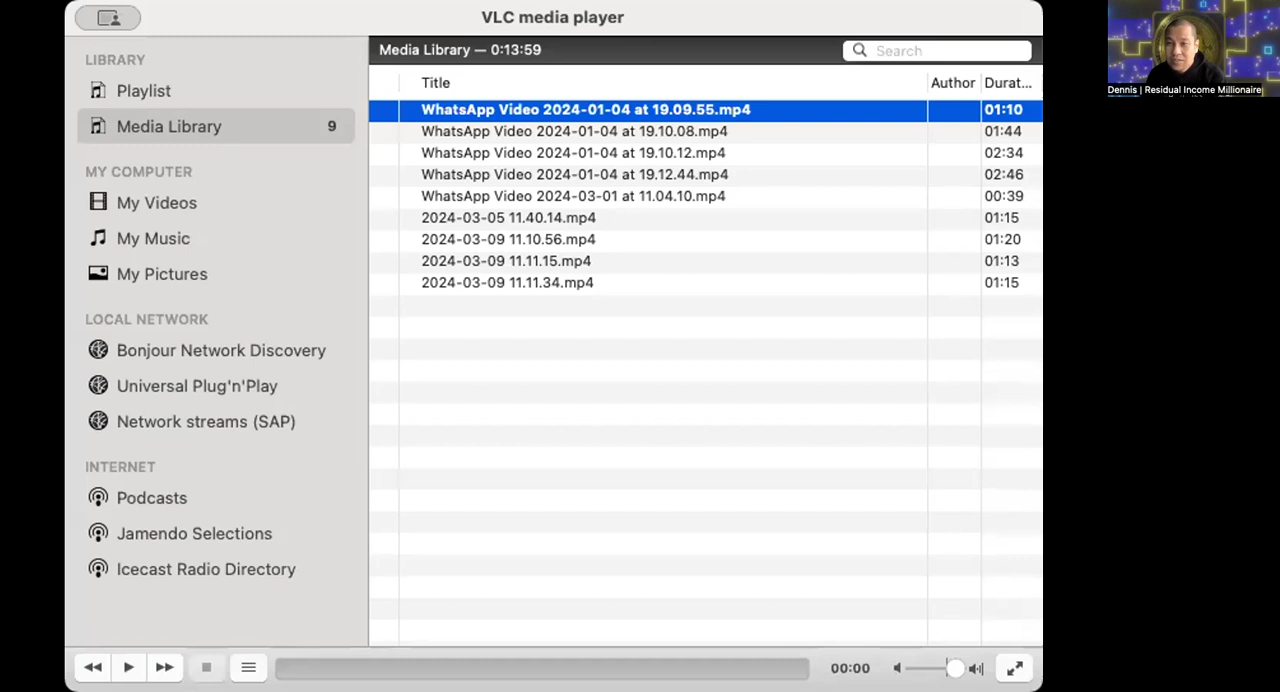 VLC media player
Dennis | Residual Income Millionaire
LIBRARY
Playlist
Media Library 9
MY COMPUTER
My Videos
My Music
My Pictures
LOCAL NETWORK
Bonjour Network Discovery
Universal Plug'n'Play
Network streams (SAP)
INTERNET
Podcasts
Jamendo Selections
Icecast Radio Directory
Media Library — 0:13:59
Search
Title Author Durat...
WhatsApp Video 2024-01-04 at 19.09.55.mp4 01:10
WhatsApp Video 2024-01-04 at 19.10.08.mp4 01:44
WhatsApp Video 2024-01-04 at 19.10.12.mp4 02:34
WhatsApp Video 2024-01-04 at 19.12.44.mp4 02:46
WhatsApp Video 2024-03-01 at 11.04.10.mp4 00:39
2024-03-05 11.40.14.mp4 01:15
2024-03-09 11.10.56.mp4 01:20
2024-03-09 11.11.15.mp4 01:13
2024-03-09 11.11.34.mp4 01:15
00:00